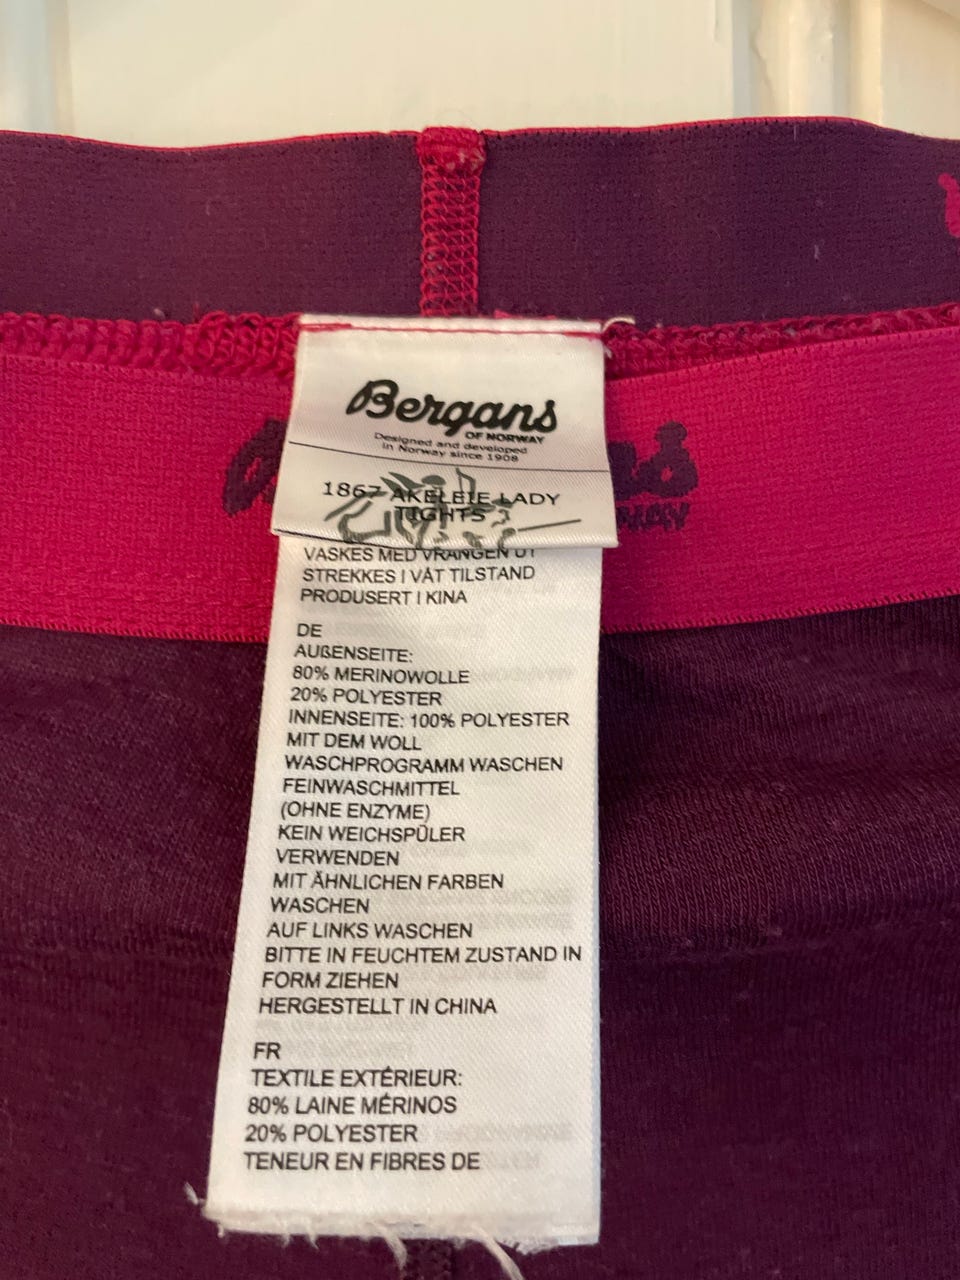 Bergans
OF NORWAY
Designed and developed
in Norway since 1908
1867 AKELEIE LADY
TIGHTS
VASKES MED VRANGEN UT
STREKKES I VÅT TILSTAND
PRODUSERT I KINA
DE
AUßENSEITE:
80% MERINOWOLLE
20% POLYESTER
INNENSEITE: 100% POLYESTER
MIT DEM WOLL
WASCHPROGRAMM WASCHEN
FEINWASCHMITTEL
(OHNE ENZYME)
KEIN WEICHSPÜLER
VERWENDEN
MIT ÄHNLICHEN FARBEN
WASCHEN
AUF LINKS WASCHEN
BITTE IN FEUCHTEM ZUSTAND IN
FORM ZIEHEN
HERGESTELLT IN CHINA
FR
TEXTILE EXTÉRIEUR:
80% LAINE MÉRINOS
20% POLYESTER
TENEUR EN FIBRES DE